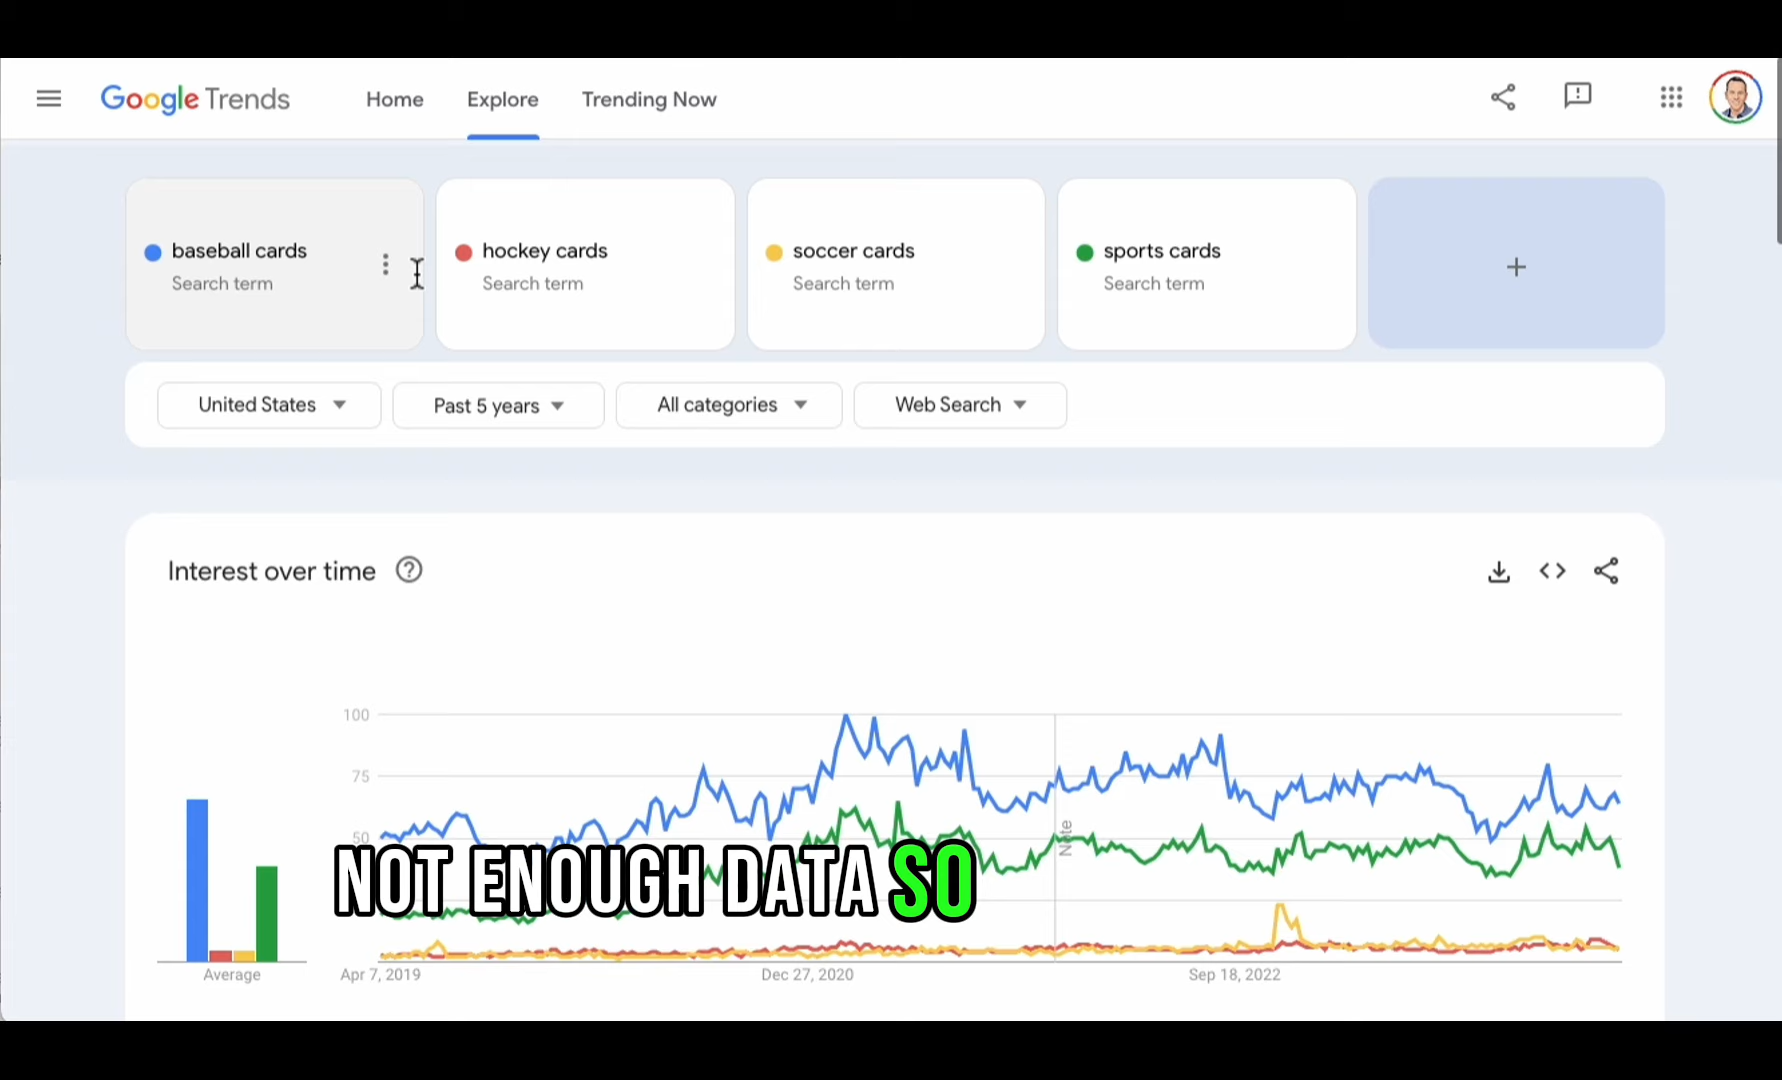 Google Trends
Home
Explore
Trending Now
baseball cards
Search term
hockey cards
Search term
soccer cards
Search term
sports cards
Search term
+
United States
Past 5 years
All categories
Web Search
Interest over time
100
75
50
Note
NOT ENOUGH DATA SO
Average
Apr 7, 2019
Dec 27, 2020
Sep 18, 2022